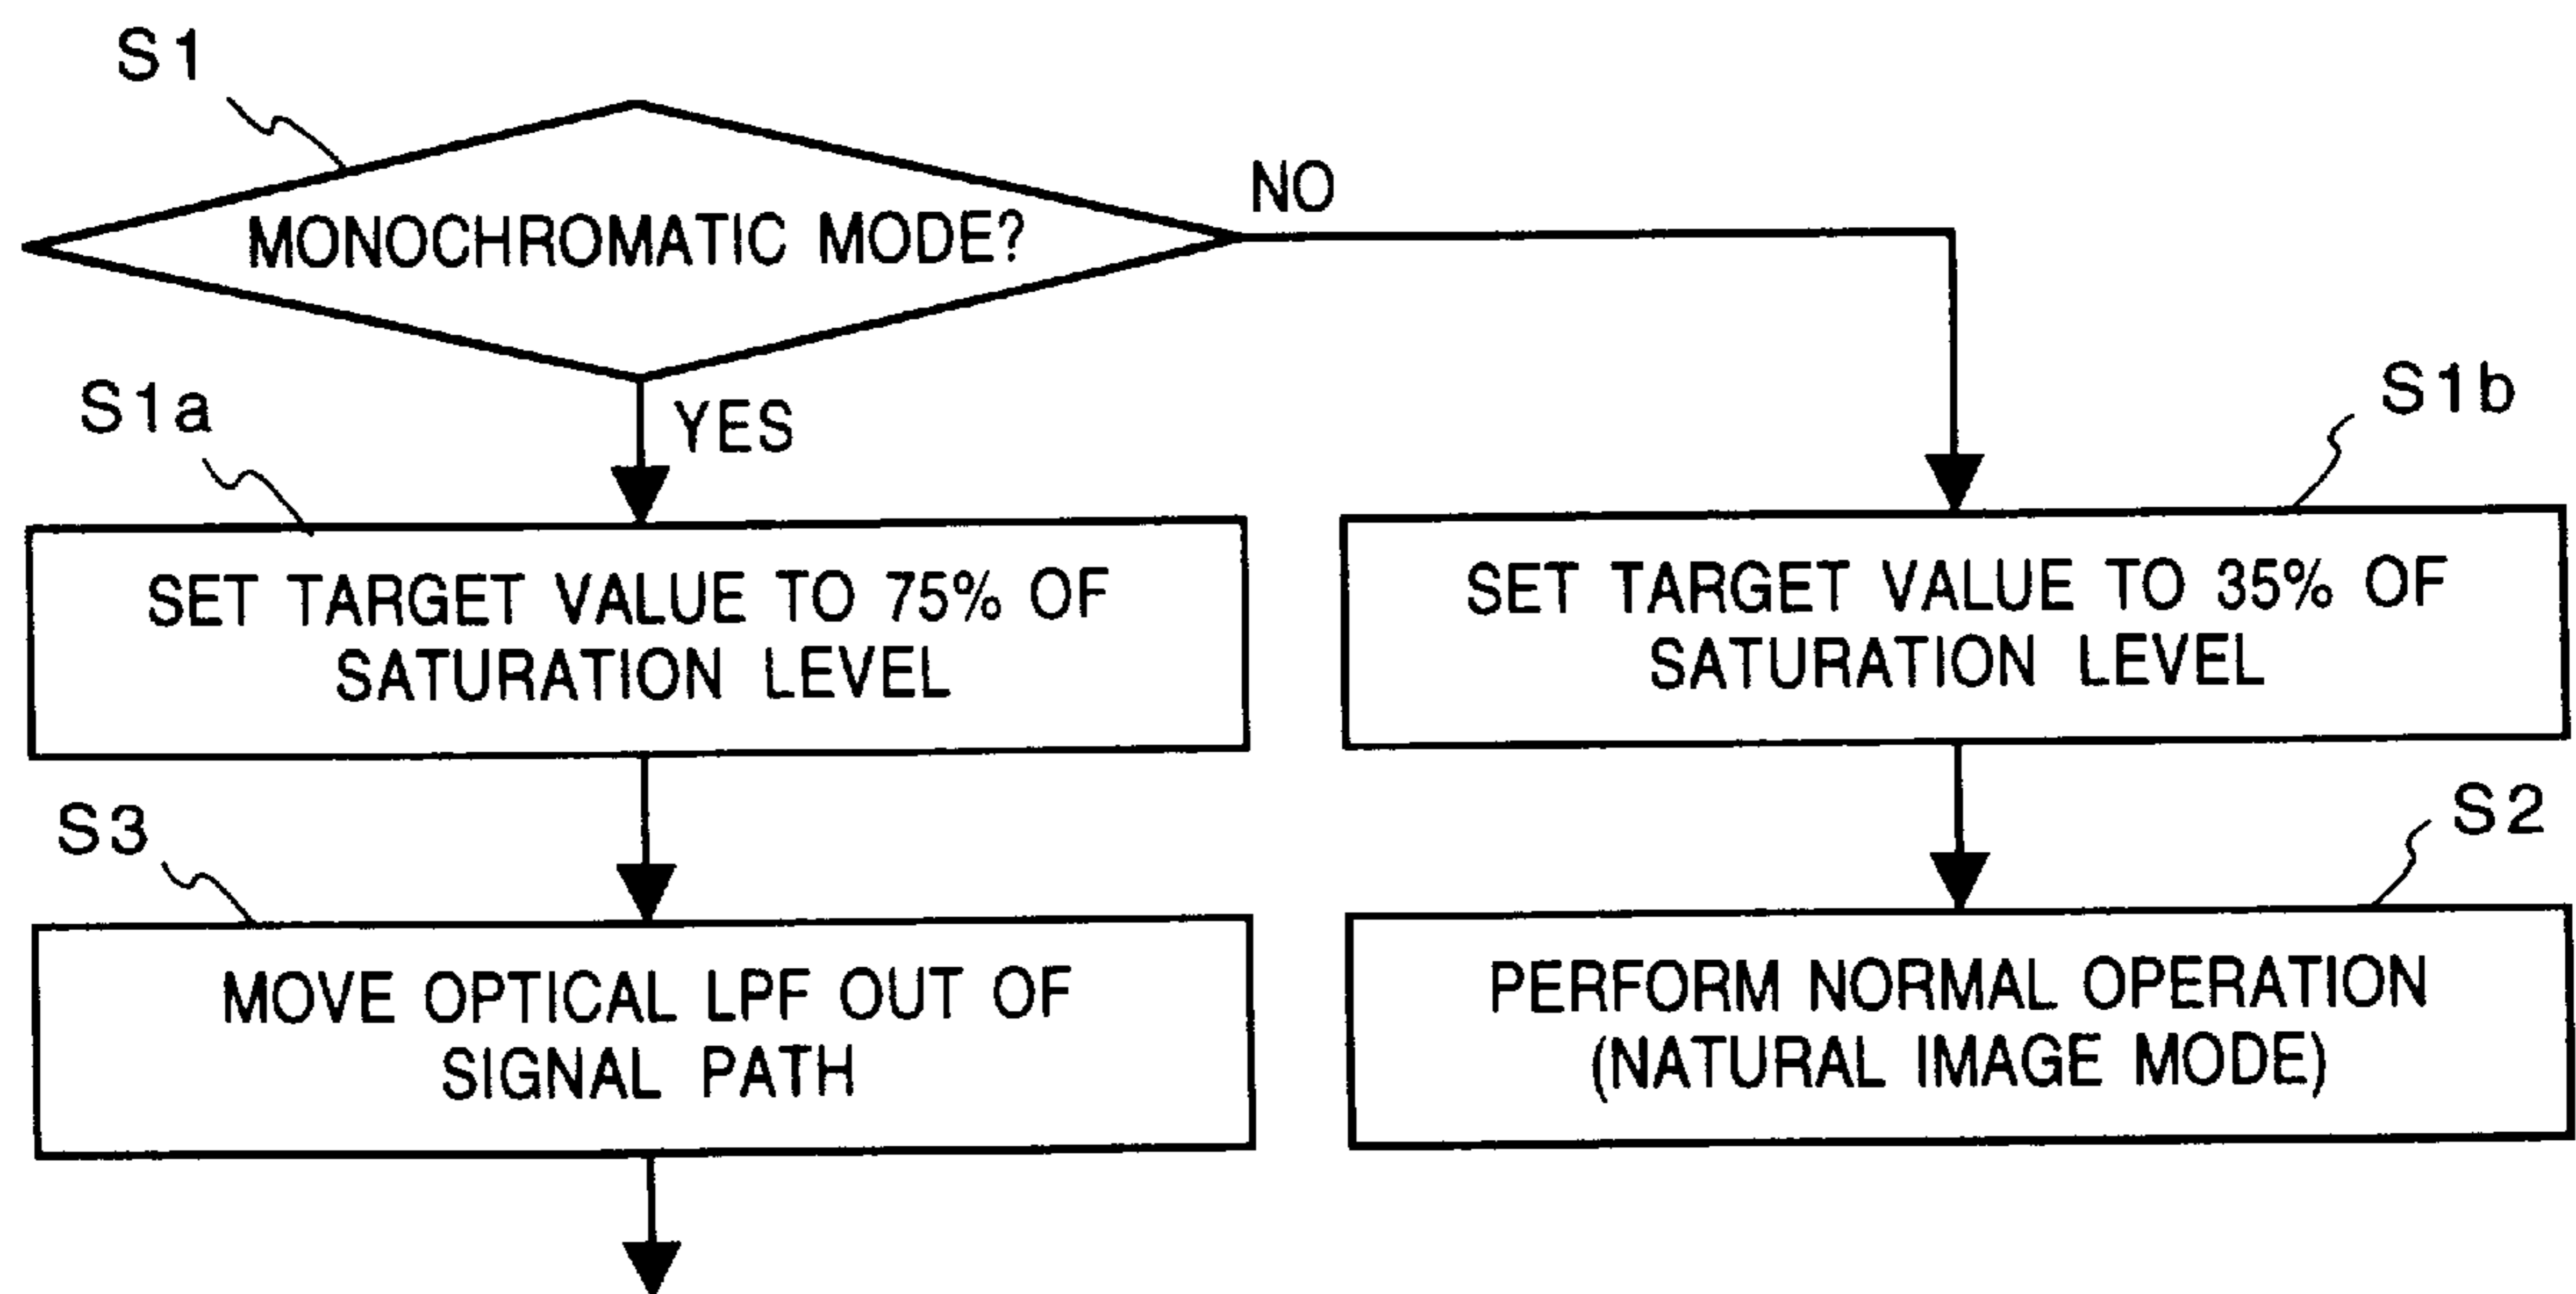 S1
MONOCHROMATIC MODE?
NO
YES
S1a
SET TARGET VALUE TO 75% OF
SATURATION LEVEL
S1b
SET TARGET VALUE TO 35% OF
SATURATION LEVEL
S3
MOVE OPTICAL LPF OUT OF
SIGNAL PATH
S2
PERFORM NORMAL OPERATION
(NATURAL IMAGE MODE)